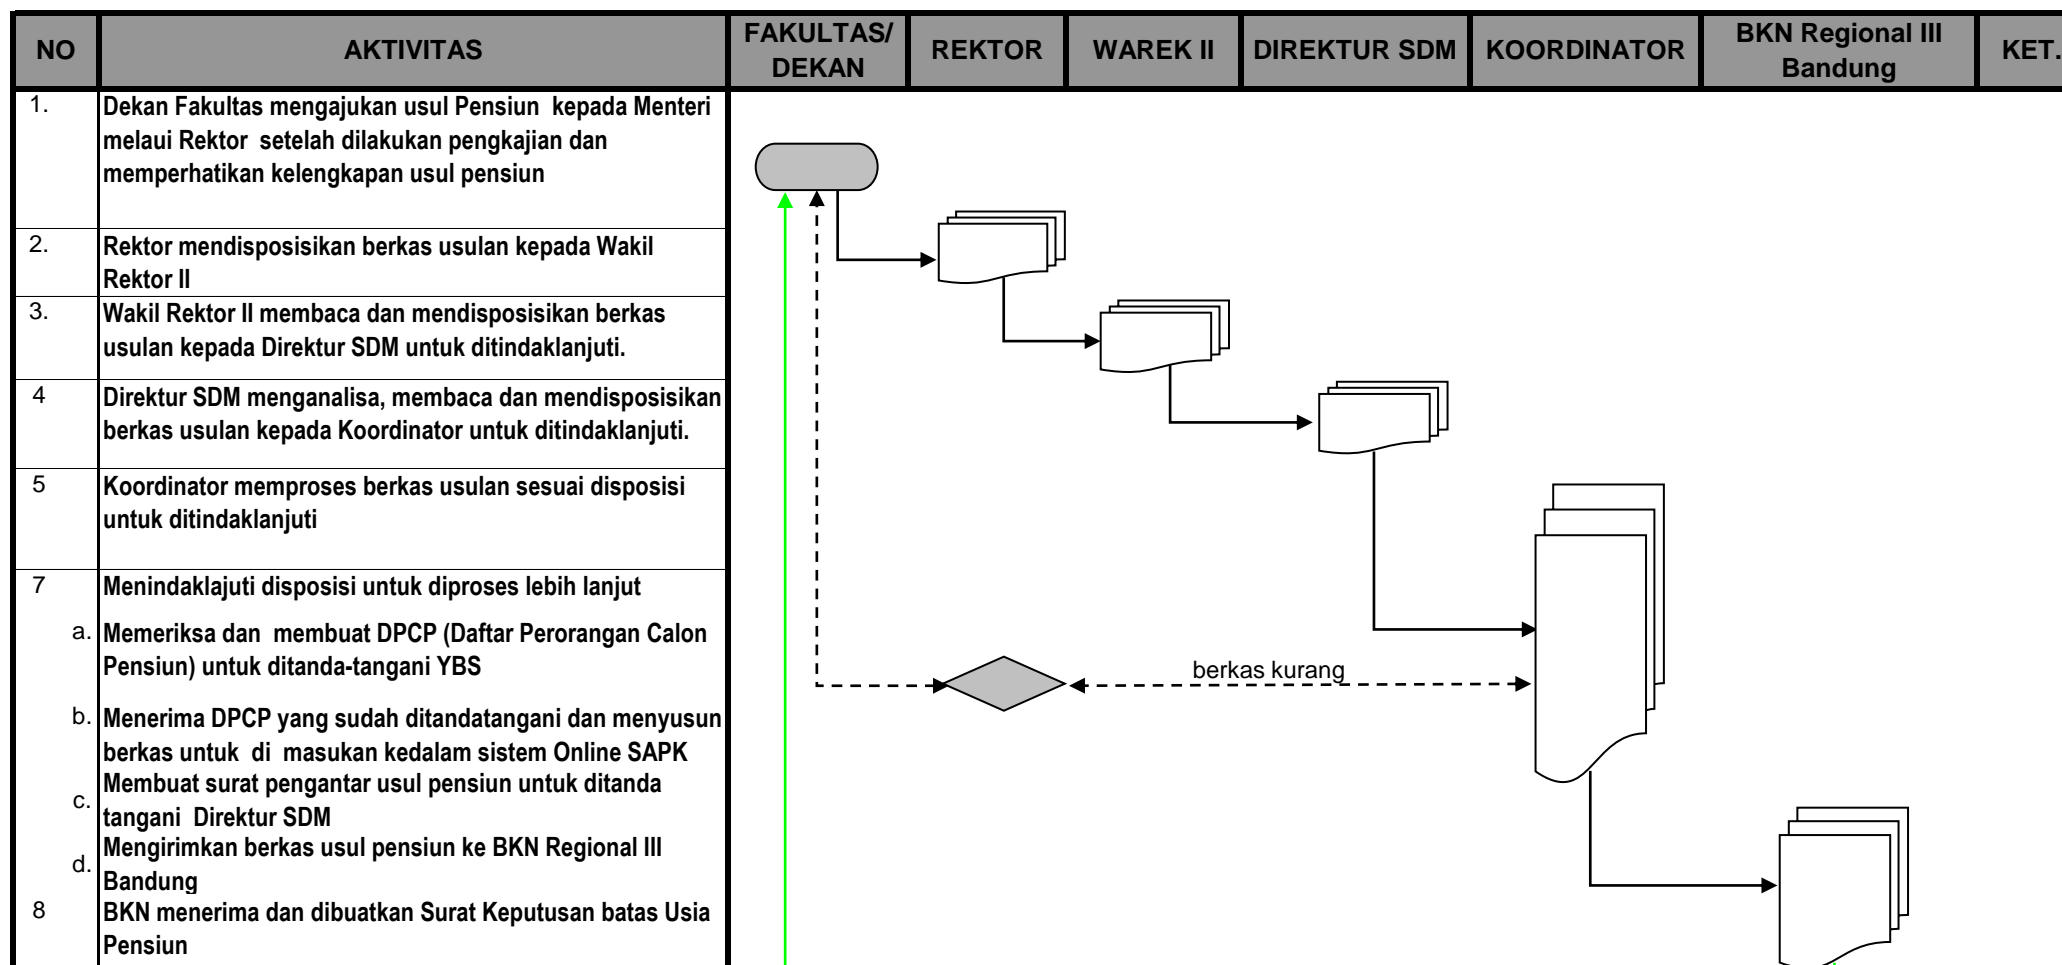 NO
AKTIVITAS
FAKULTAS/
DEKAN
REKTOR
WAREK II
DIREKTUR SDM
KOORDINATOR
BKN Regional III
Bandung
KET.
1.
Dekan Fakultas mengajukan usul Pensiun kepada Menteri
melaui Rektor setelah dilakukan pengkajian dan
memperhatikan kelengkapan usul pensiun
2.
Rektor mendisposisikan berkas usulan kepada Wakil
Rektor II
3.
Wakil Rektor II membaca dan mendisposisikan berkas
usulan kepada Direktur SDM untuk ditindaklanjuti.
4
Direktur SDM menganalisa, membaca dan mendisposisikan
berkas usulan kepada Koordinator untuk ditindaklanjuti.
5
Koordinator memproses berkas usulan sesuai disposisi
untuk ditindaklanjuti
7
Menindaklajuti disposisi untuk diproses lebih lanjut
a.
Memeriksa dan membuat DPCP (Daftar Perorangan Calon
Pensiun) untuk ditanda-tangani YBS
berkas kurang
b.
Menerima DPCP yang sudah ditandatangani dan menyusun
berkas untuk di masukan kedalam sistem Online SAPK
c.
Membuat surat pengantar usul pensiun untuk ditanda
tangani Direktur SDM
d.
Mengirimkan berkas usul pensiun ke BKN Regional III
Bandung
8
BKN menerima dan dibuatkan Surat Keputusan batas Usia
Pensiun